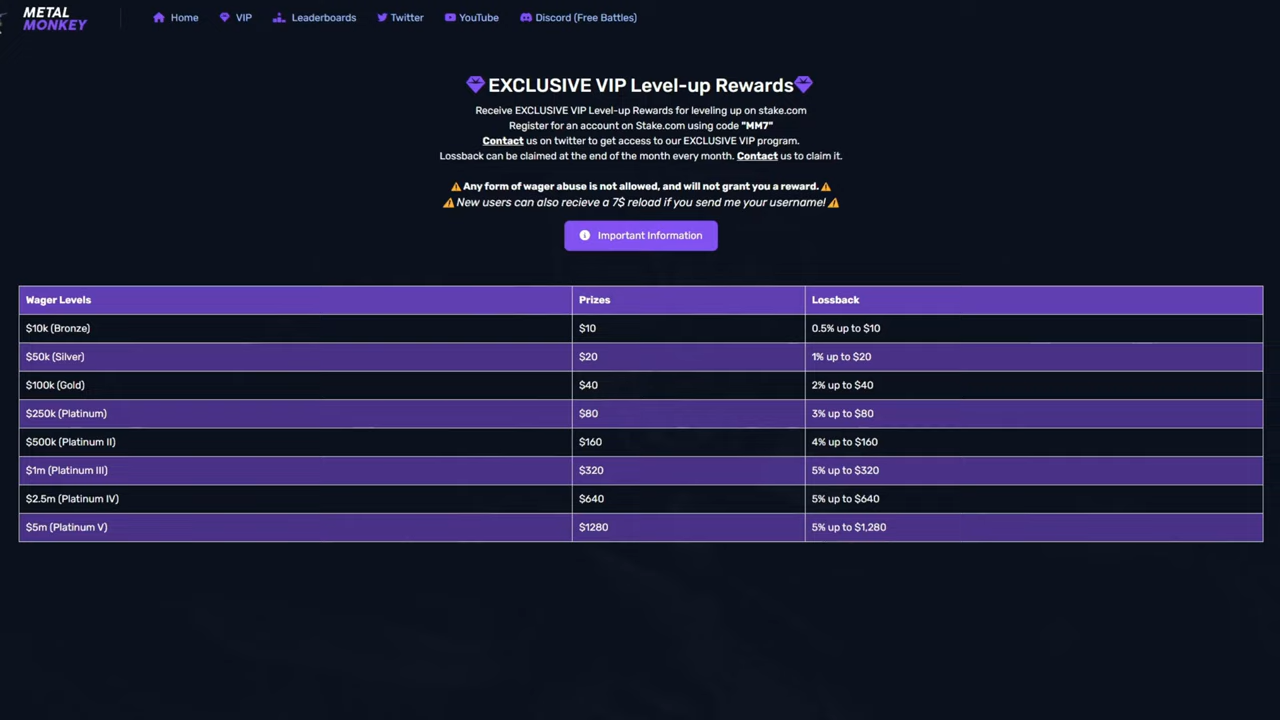 METAL
MONKEY
Home VIP Leaderboards Twitter YouTube Discord (Free Battles)
EXCLUSIVE VIP Level-up Rewards
Receive EXCLUSIVE VIP Level-up Rewards for leveling up on stake.com
Register for an account on Stake.com using code "MM7"
Contact us on twitter to get access to our EXCLUSIVE VIP program.
Lossback can be claimed at the end of the month every month. Contact us to claim it.
Any form of wager abuse is not allowed, and will not grant you a reward.
New users can also recieve a 7$ reload if you send me your username!
Important Information
Wager Levels Prizes Lossback
$10k (Bronze) $10 0.5% up to $10
$50k (Silver) $20 1% up to $20
$100k (Gold) $40 2% up to $40
$250k (Platinum) $80 3% up to $80
$500k (Platinum II) $160 4% up to $160
$1m (Platinum III) $320 5% up to $320
$2.5m (Platinum IV) $640 5% up to $640
$5m (Platinum V) $1280 5% up to $1,280